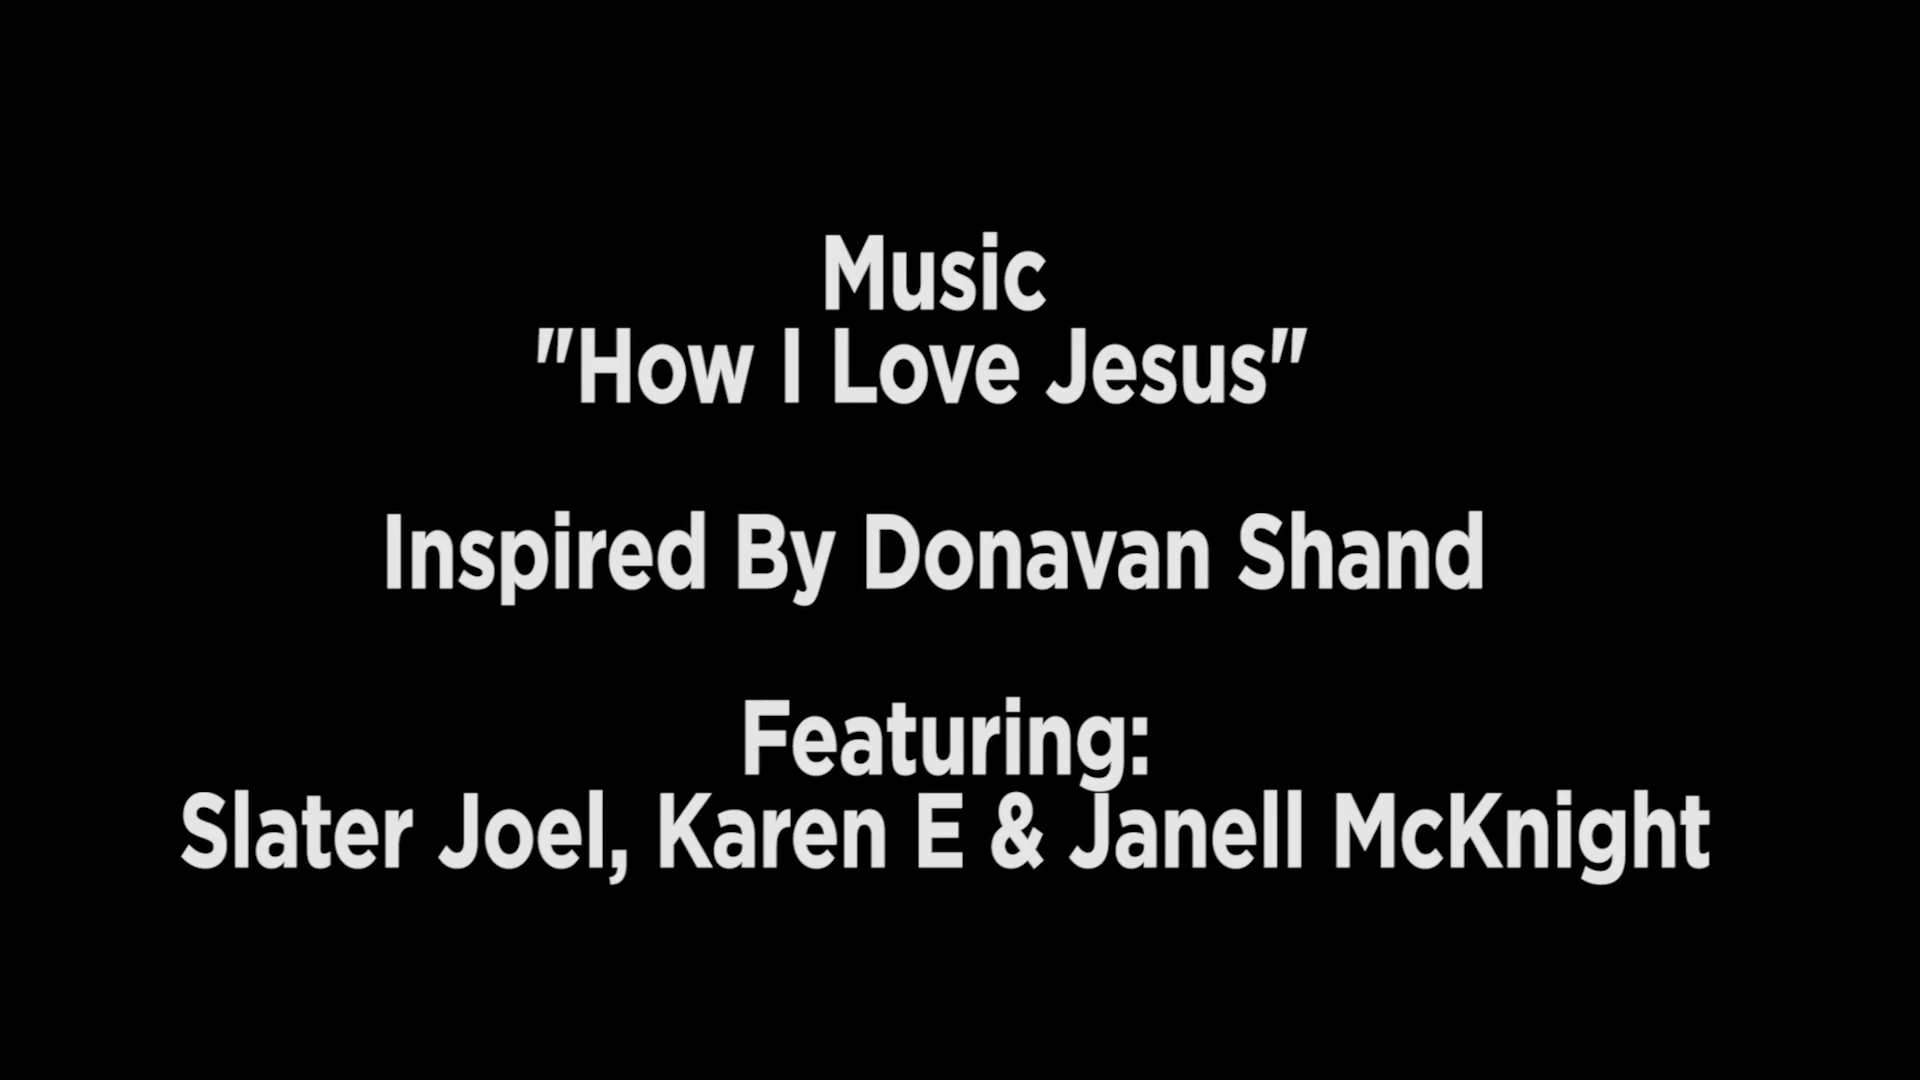 Music
"How I Love Jesus"
Inspired By Donavan Shand
Featuring:
Slater Joel, Karen E & Janell McKnight